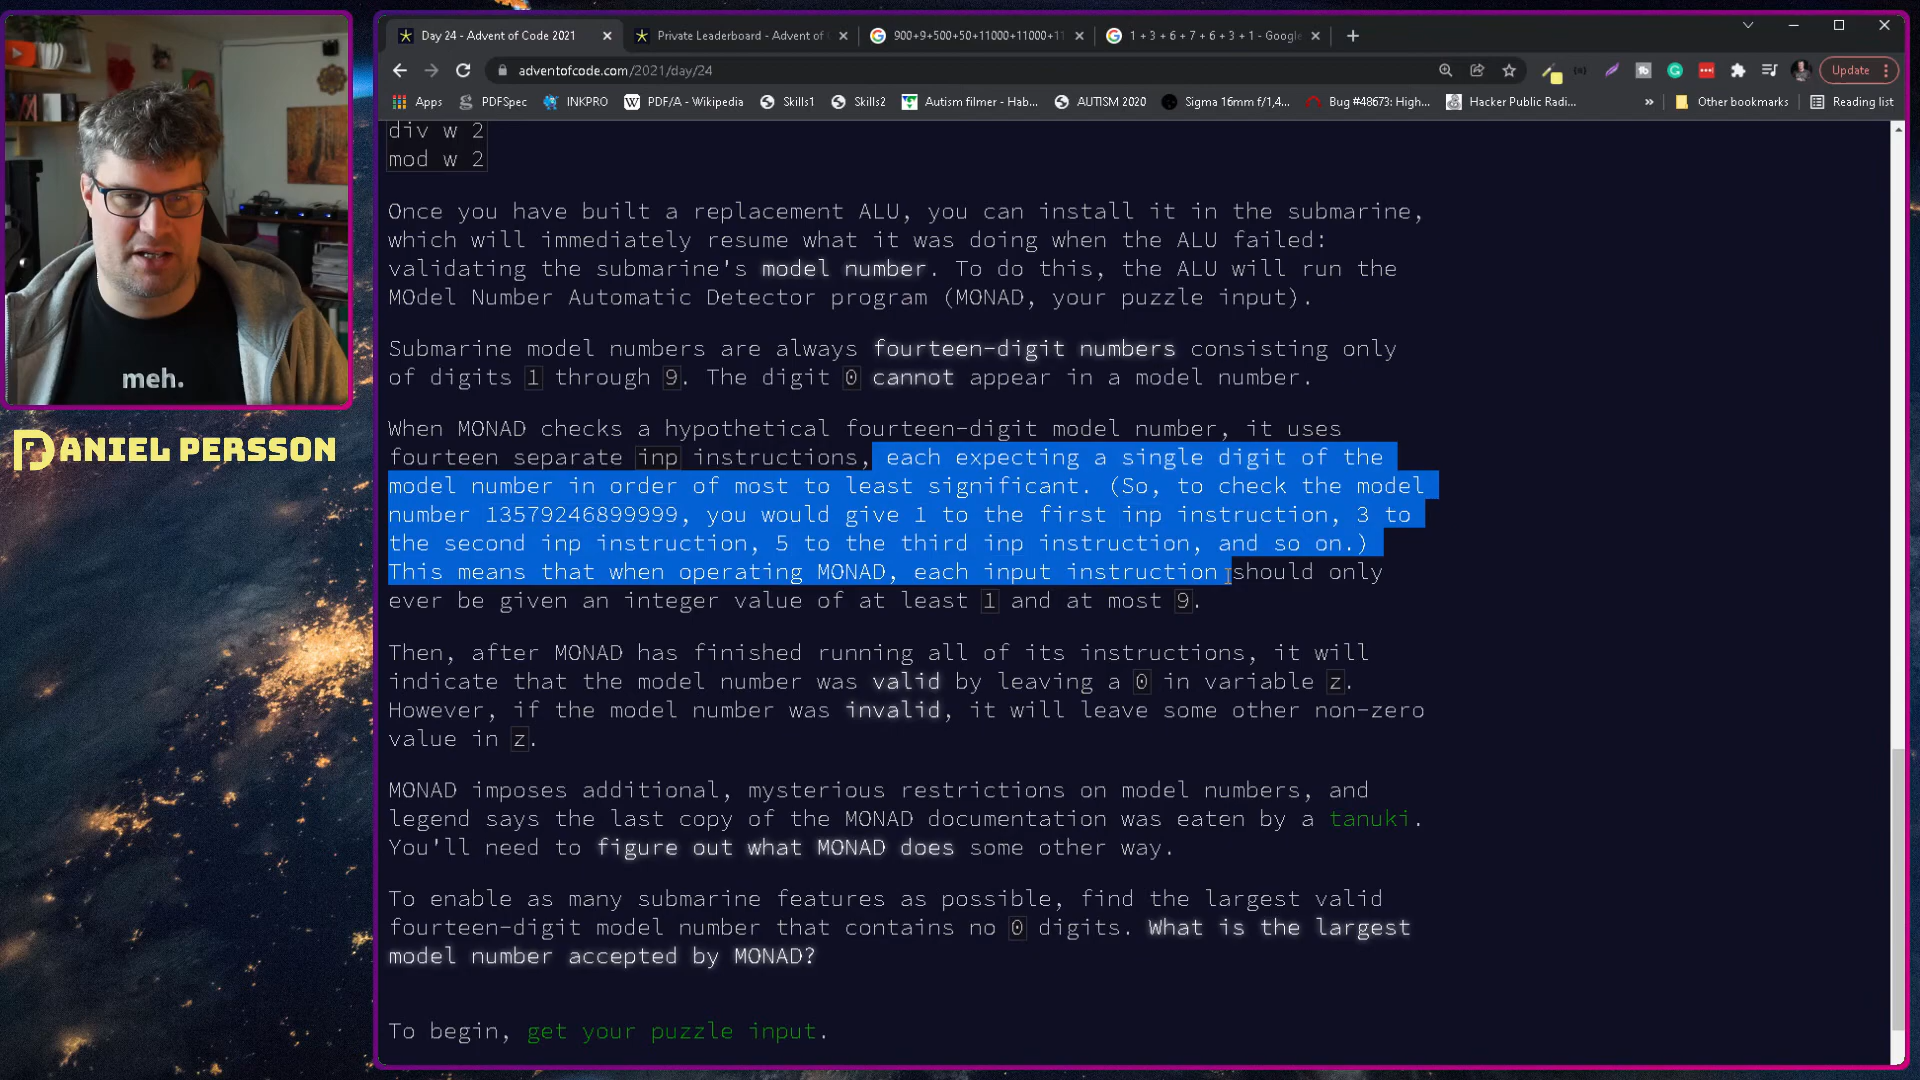 Day 24 - Advent of Code 2021
Private Leaderboard - Advent of
900+9+500+50+11000+11000+11
1 + 3 + 6 + 7 + 6 + 3 + 1 - Google
adventofcode.com/2021/day/24
Update
Apps
PDFSpec
INKPRO
PDF/A - Wikipedia
Skills1
Skills2
Autism filmer - Hab...
AUTISM 2020
Sigma 16mm f/1,4...
Bug #48673: High...
Hacker Public Radi...
»
Other bookmarks
Reading list
div w 2
mod w 2
Once you have built a replacement ALU, you can install it in the submarine,
which will immediately resume what it was doing when the ALU failed:
validating the submarine's model number. To do this, the ALU will run the
MOdel Number Automatic Detector program (MONAD, your puzzle input).
Submarine model numbers are always fourteen-digit numbers consisting only
of digits 1 through 9. The digit 0 cannot appear in a model number.
When MONAD checks a hypothetical fourteen-digit model number, it uses
fourteen separate inp instructions, each expecting a single digit of the
model number in order of most to least significant. (So, to check the model
number 13579246899999, you would give 1 to the first inp instruction, 3 to
the second inp instruction, 5 to the third inp instruction, and so on.)
This means that when operating MONAD, each input instruction should only
ever be given an integer value of at least 1 and at most 9.
Then, after MONAD has finished running all of its instructions, it will
indicate that the model number was valid by leaving a 0 in variable z.
However, if the model number was invalid, it will leave some other non-zero
value in z.
MONAD imposes additional, mysterious restrictions on model numbers, and
legend says the last copy of the MONAD documentation was eaten by a tanuki.
You'll need to figure out what MONAD does some other way.
To enable as many submarine features as possible, find the largest valid
fourteen-digit model number that contains no 0 digits. What is the largest
model number accepted by MONAD?
To begin, get your puzzle input.
meh.
DANIEL PERSSON